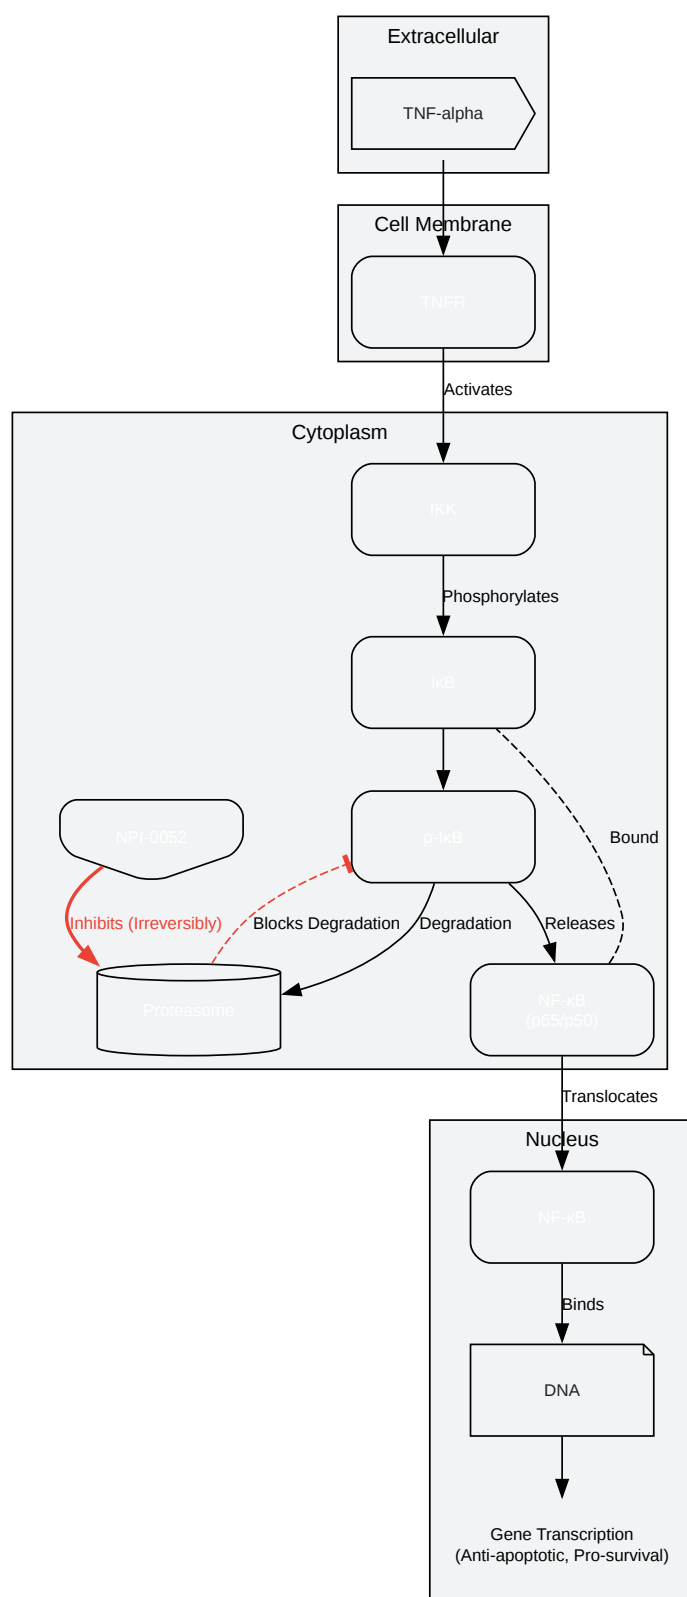 Extracellular
TNF-alpha
Cell Membrane
TNFR
Activates
Cytoplasm
IKK
Phosphorylates
IκB
NPI-0052
p-IκB
Bound
Inhibits (Irreversibly)
Blocks Degradation
Degradation
Releases
Proteasome
NF-κB
(p65/p50)
Translocates
Nucleus
NF-κB
Binds
DNA
Gene Transcription
(Anti-apoptotic, Pro-survival)